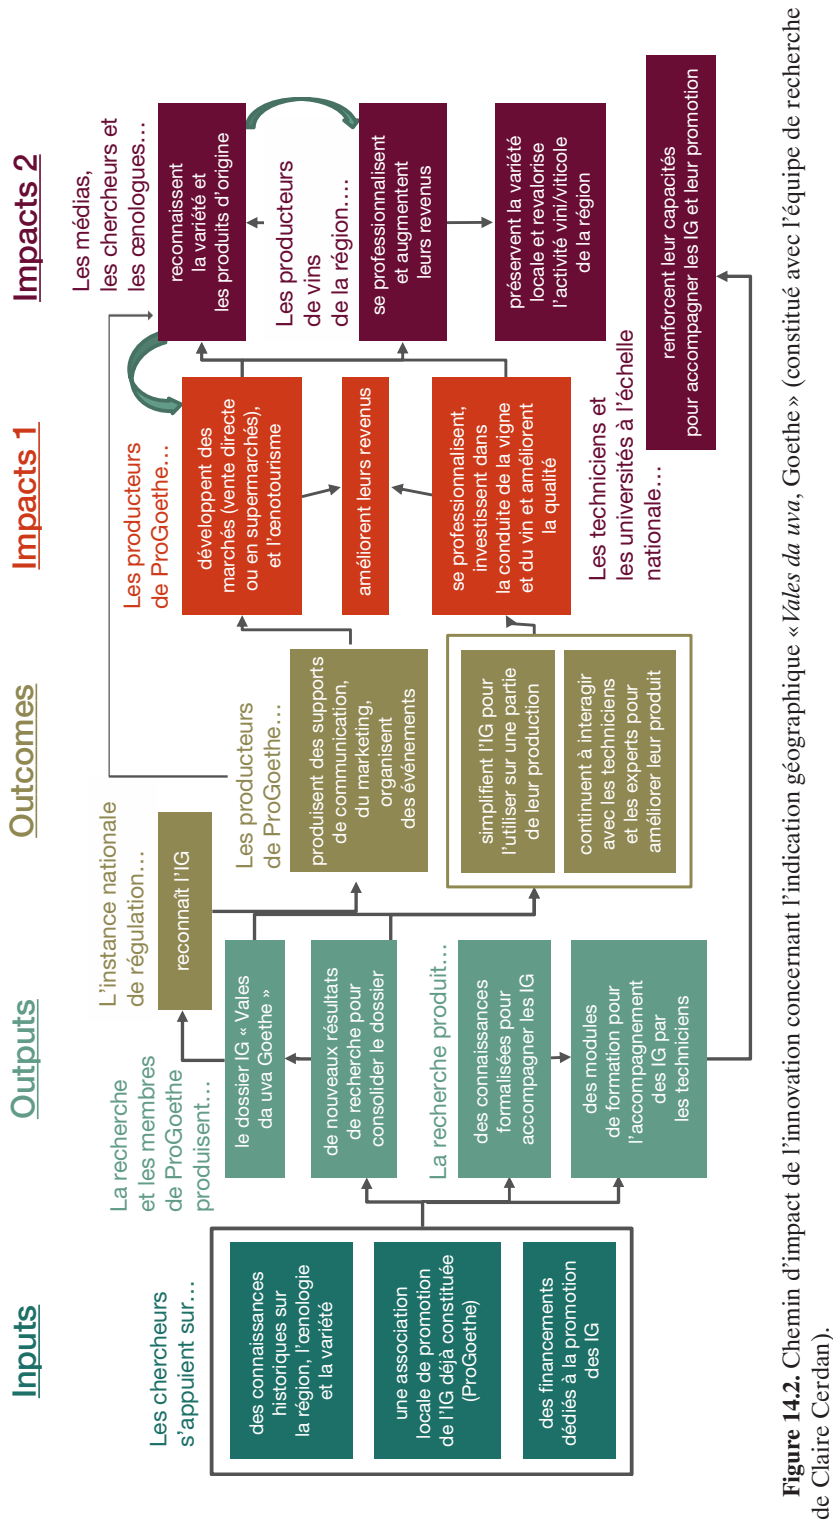 Inputs
Outputs
Outcomes
Impacts 1
Impacts 2
Les chercheurs
s’appuient sur…
des connaissances
historiques sur
la région, l’œnologie
et la variété
une association
locale de promotion
de l’IG déjà constituée
(ProGoethe)
des financements
dédiés à la promotion
des IG
La recherche
et les membres
de ProGoethe
produisent…
le dossier IG « Vales
da uva Goethe »
de nouveaux résultats
de recherche pour
consolider le dossier
La recherche produit…
des connaissances
formalisées pour
accompagner les IG
des modules
de formation pour
l’accompagnement
des IG par
les techniciens
L’instance nationale
de régulation…
reconnaît l’IG
Les producteurs
de ProGoethe…
produisent des supports
de communication,
du marketing,
organisent
des événements
simplifient l’IG pour
l’utiliser sur une partie
de leur production
continuent à interagir
avec les techniciens
et les experts pour
améliorer leur produit
Les producteurs
de ProGoethe…
développent des
marchés (vente directe
ou en supermarchés),
et l’œnotourisme
améliorent leurs revenus
se professionnalisent,
investissent dans
la conduite de la vigne
et du vin et améliorent
la qualité
Les médias,
les chercheurs et
les œnologues…
reconnaissent
la variété et
les produits d’origine
Les producteurs
de vins
de la région….
se professionnalisent
et augmentent
leurs revenus
préservent la variété
locale et revalorise
l’activité vini/viticole
de la région
Les techniciens et
les universités à l’échelle
nationale…
renforcent leur capacités
pour accompagner les IG et leur promotion
Figure 14.2. Chemin d’impact de l’innovation concernant l’indication géographique «Vales da uva, Goethe» (constitué avec l’équipe de recherche
de Claire Cerdan).